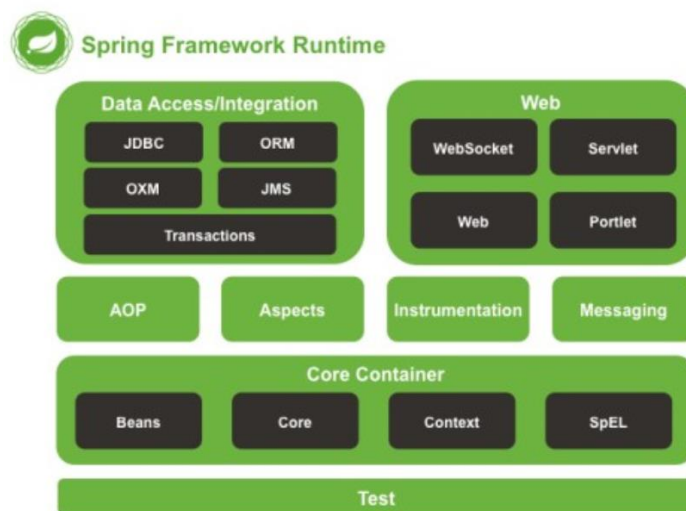 Spring Framework Runtime
Data Access/Integration
JDBC ORM
OXM JMS
Transactions
Web
WebSocket Servlet
Web Portlet
AOP Aspects Instrumentation Messaging
Core Container
Beans Core Context SpEL
Test